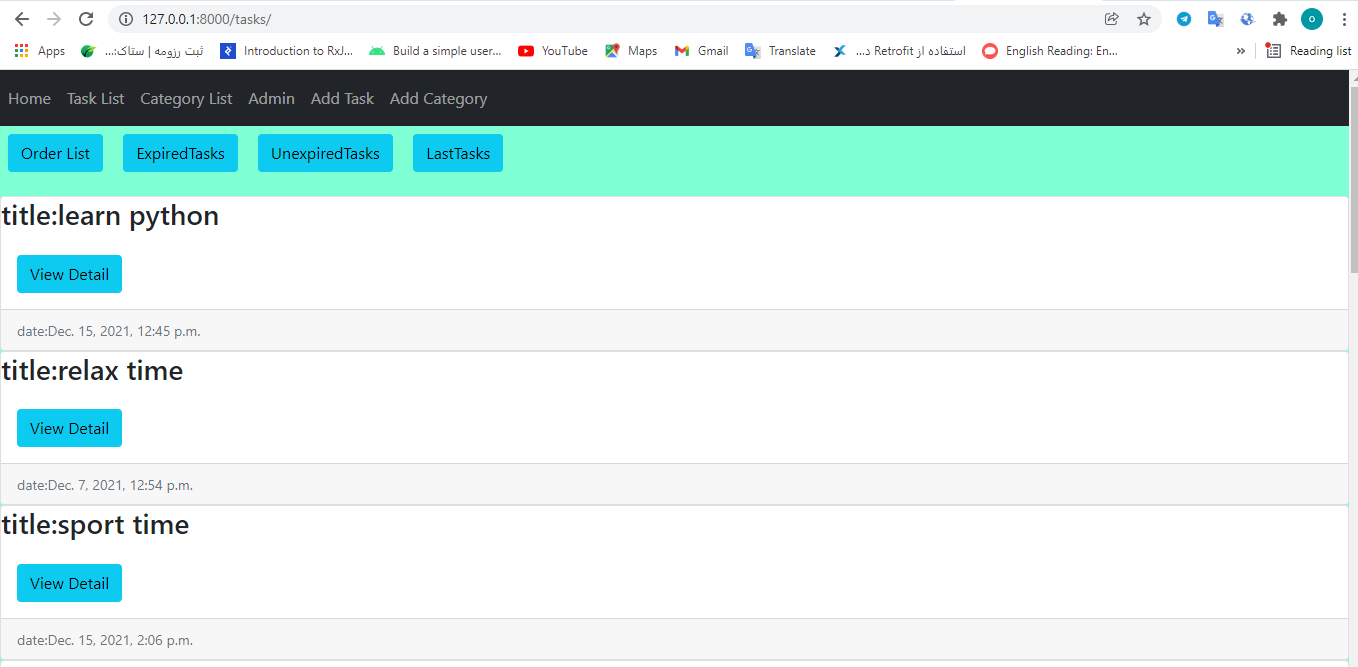 127.0.0.1:8000/tasks/
Apps
ثبت رزومه | ستاک:...
Introduction to RxJ...
Build a simple user...
YouTube
Maps
Gmail
Translate
استفاده از Retrofit د...
English Reading: En...
»
Reading list
Home Task List Category List Admin Add Task Add Category
Order List ExpiredTasks UnexpiredTasks LastTasks
title:learn python
View Detail
date:Dec. 15, 2021, 12:45 p.m.
title:relax time
View Detail
date:Dec. 7, 2021, 12:54 p.m.
title:sport time
View Detail
date:Dec. 15, 2021, 2:06 p.m.